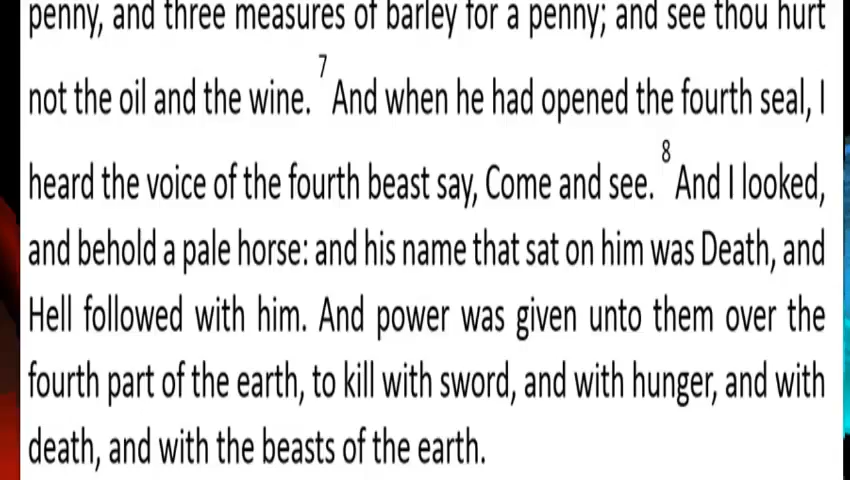 penny, and three measures of barley for a penny; and see thou hurt
not the oil and the wine. 7 And when he had opened the fourth seal, I
heard the voice of the fourth beast say, Come and see. 8 And I looked,
and behold a pale horse: and his name that sat on him was Death, and
Hell followed with him. And power was given unto them over the
fourth part of the earth, to kill with sword, and with hunger, and with
death, and with the beasts of the earth.